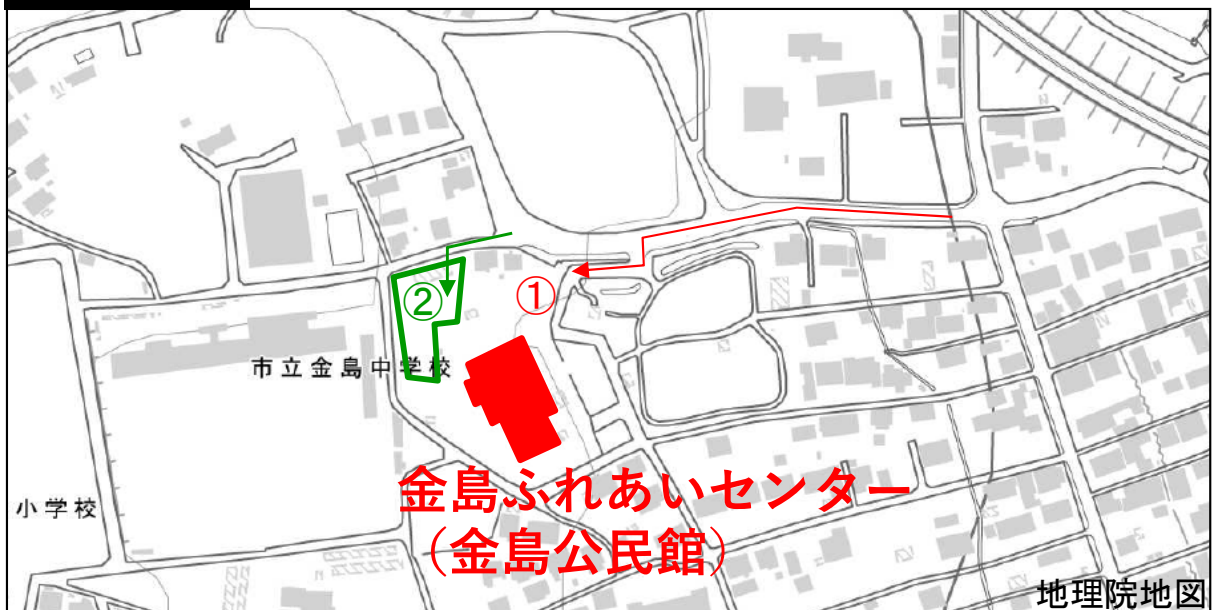 ②
①
市立金島中学校
小学校
金島ふれあいセンター
（金島公民館）
地理院地図